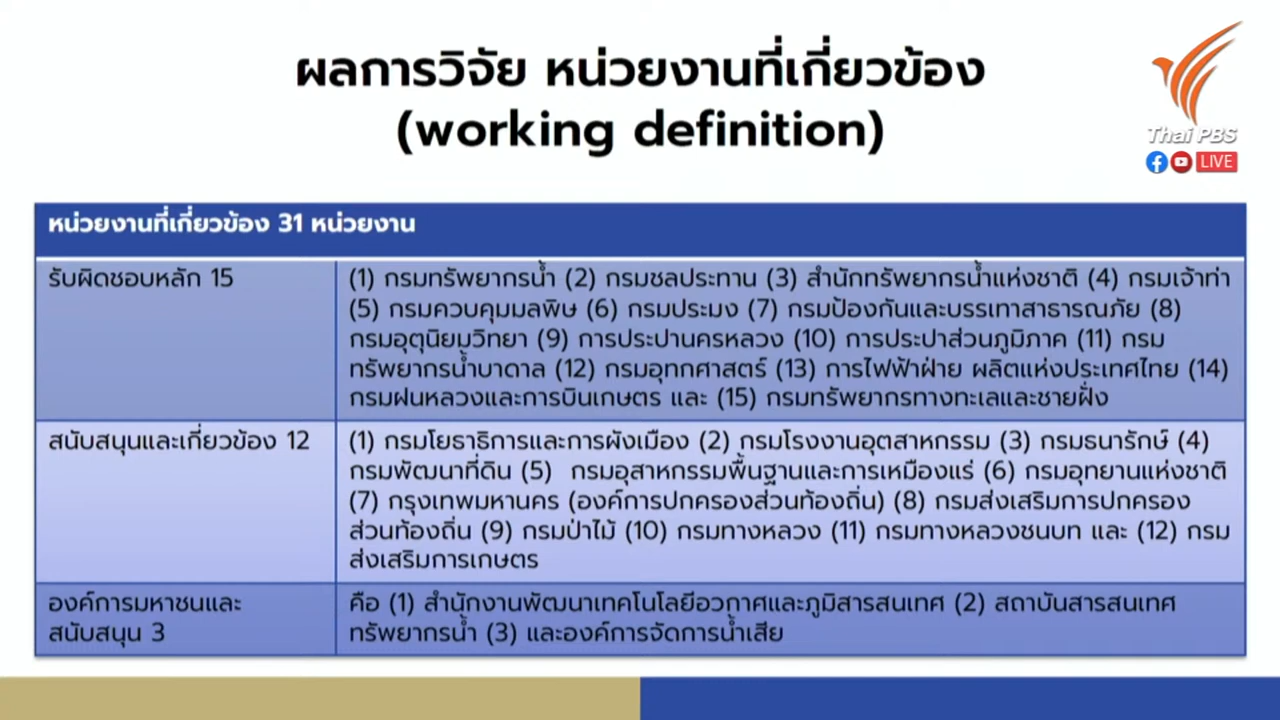 ผลการวิจัย หน่วยงานที่เกี่ยวข้อง
(working definition)
Thai PBS
LIVE
หน่วยงานที่เกี่ยวข้อง 31 หน่วยงาน
รับผิดชอบหลัก 15
(1) กรมทรัพยากรน้ำ (2) กรมชลประทาน (3) สำนักทรัพยากรน้ำแห่งชาติ (4) กรมเจ้าท่า
(5) กรมควบคุมมลพิษ (6) กรมประมง (7) กรมป้องกันและบรรเทาสาธารณภัย (8)
กรมอุตุนิยมวิทยา (9) การประปานครหลวง (10) การประปาส่วนภูมิภาค (11) กรม
ทรัพยากรน้ำบาดาล (12) กรมอุทกศาสตร์ (13) การไฟฟ้าฝ่าย ผลิตแห่งประเทศไทย (14)
กรมฝนหลวงและการบินเกษตร และ (15) กรมทรัพยากรทางทะเลและชายฝั่ง
สนับสนุนและเกี่ยวข้อง 12
(1) กรมโยธาธิการและการผังเมือง (2) กรมโรงงานอุตสาหกรรม (3) กรมธนารักษ์ (4)
กรมพัฒนาที่ดิน (5) กรมอุสาหกรรมพื้นฐานและการเหมืองแร่ (6) กรมอุทยานแห่งชาติ
(7) กรุงเทพมหานคร (องค์การปกครองส่วนท้องถิ่น) (8) กรมส่งเสริมการปกครอง
ส่วนท้องถิ่น (9) กรมป่าไม้ (10) กรมทางหลวง (11) กรมทางหลวงชนบท และ (12) กรม
ส่งเสริมการเกษตร
องค์การมหาชนและ
สนับสนุน 3
คือ (1) สำนักงานพัฒนาเทคโนโลยีอวกาศและภูมิสารสนเทศ (2) สถาบันสารสนเทศ
ทรัพยากรน้ำ (3) และองค์การจัดการน้ำเสีย